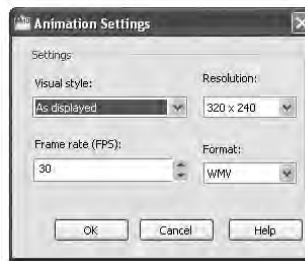 Animation Settings
Settings
Visual style:
Resolution:
As displayed
320 x 240
Frame rate (FPS):
Format:
30
WMV
OK
Cancel
Help